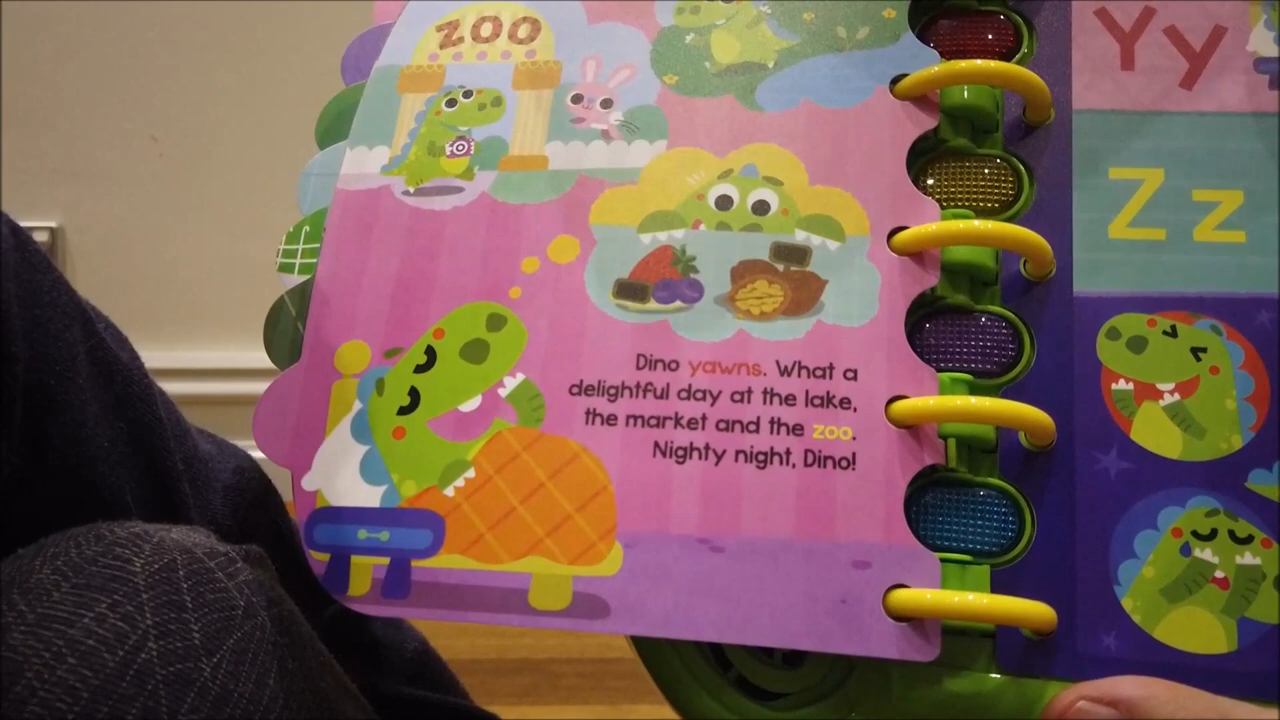 ZOO
Yy
Zz
Dino yawns. What a
delightful day at the lake,
the market and the zoo.
Nighty night, Dino!